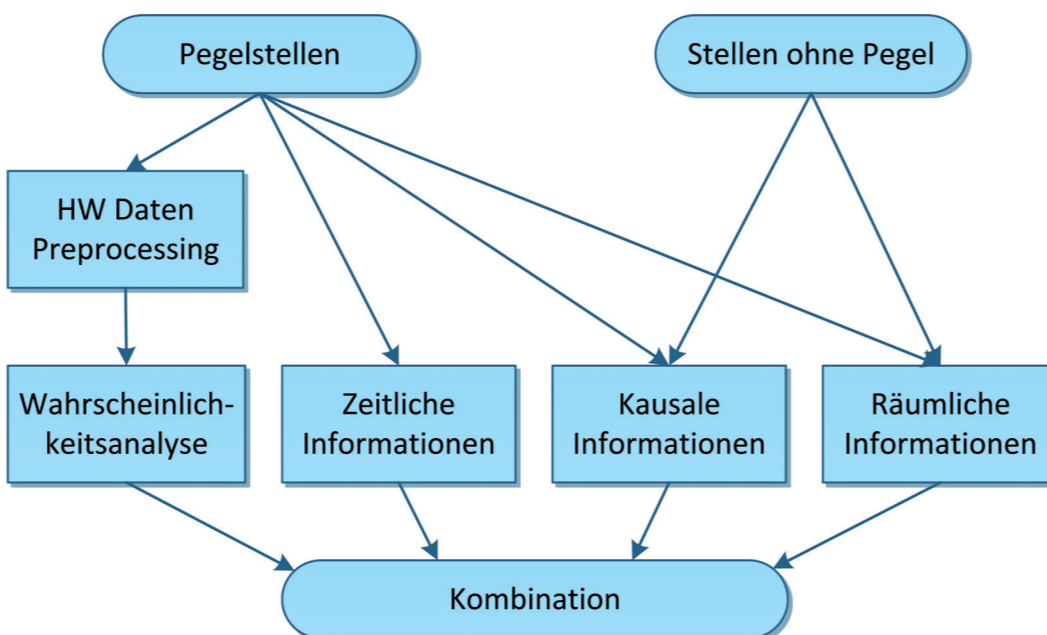 Pegelstellen
Stellen ohne Pegel
HW Daten
Preprocessing
Wahrscheinlich-
keitsanalyse
Zeitliche
Informationen
Kausale
Informationen
Räumliche
Informationen
Kombination